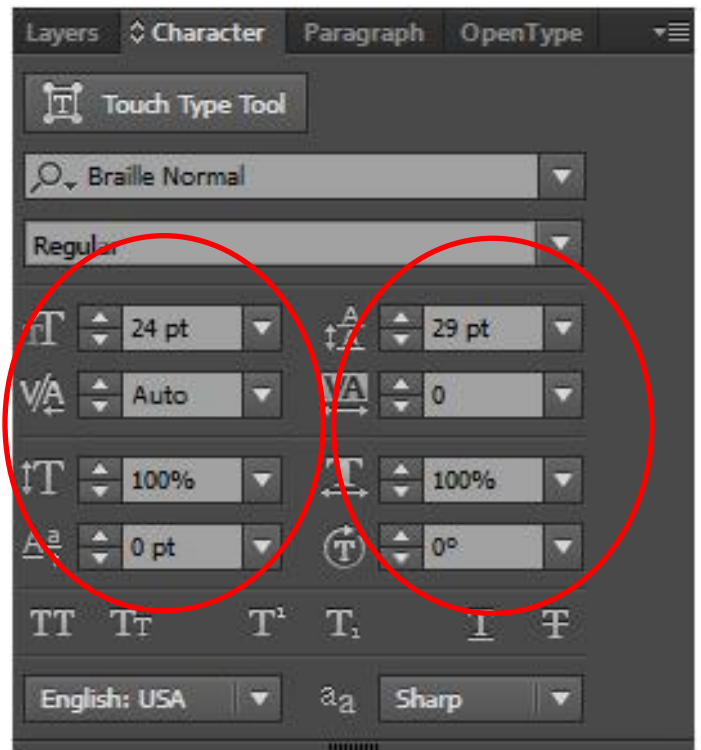 Layers Character Paragraph OpenType
Touch Type Tool
Braille Normal
Regular
24 pt 29 pt
Auto 0
100% 100%
0 pt 0°
English: USA Sharp